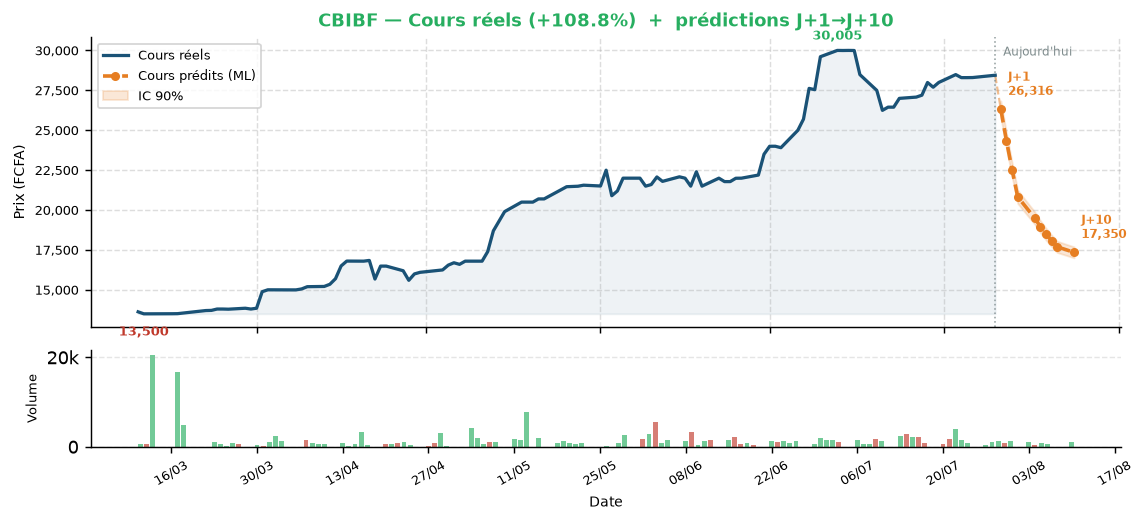 CBIBF — Cours réels (+108.8%)  +  prédictions J+1→J+10
30,005
Aujourd'hui
Cours réels
Cours prédits (ML)
IC 90%
J+1
26,316
J+10
17,350
13,500
Prix (FCFA)
30,000
27,500
25,000
22,500
20,000
17,500
15,000
Volume
20k
0
16/03
30/03
13/04
27/04
11/05
25/05
08/06
22/06
06/07
20/07
03/08
17/08
Date